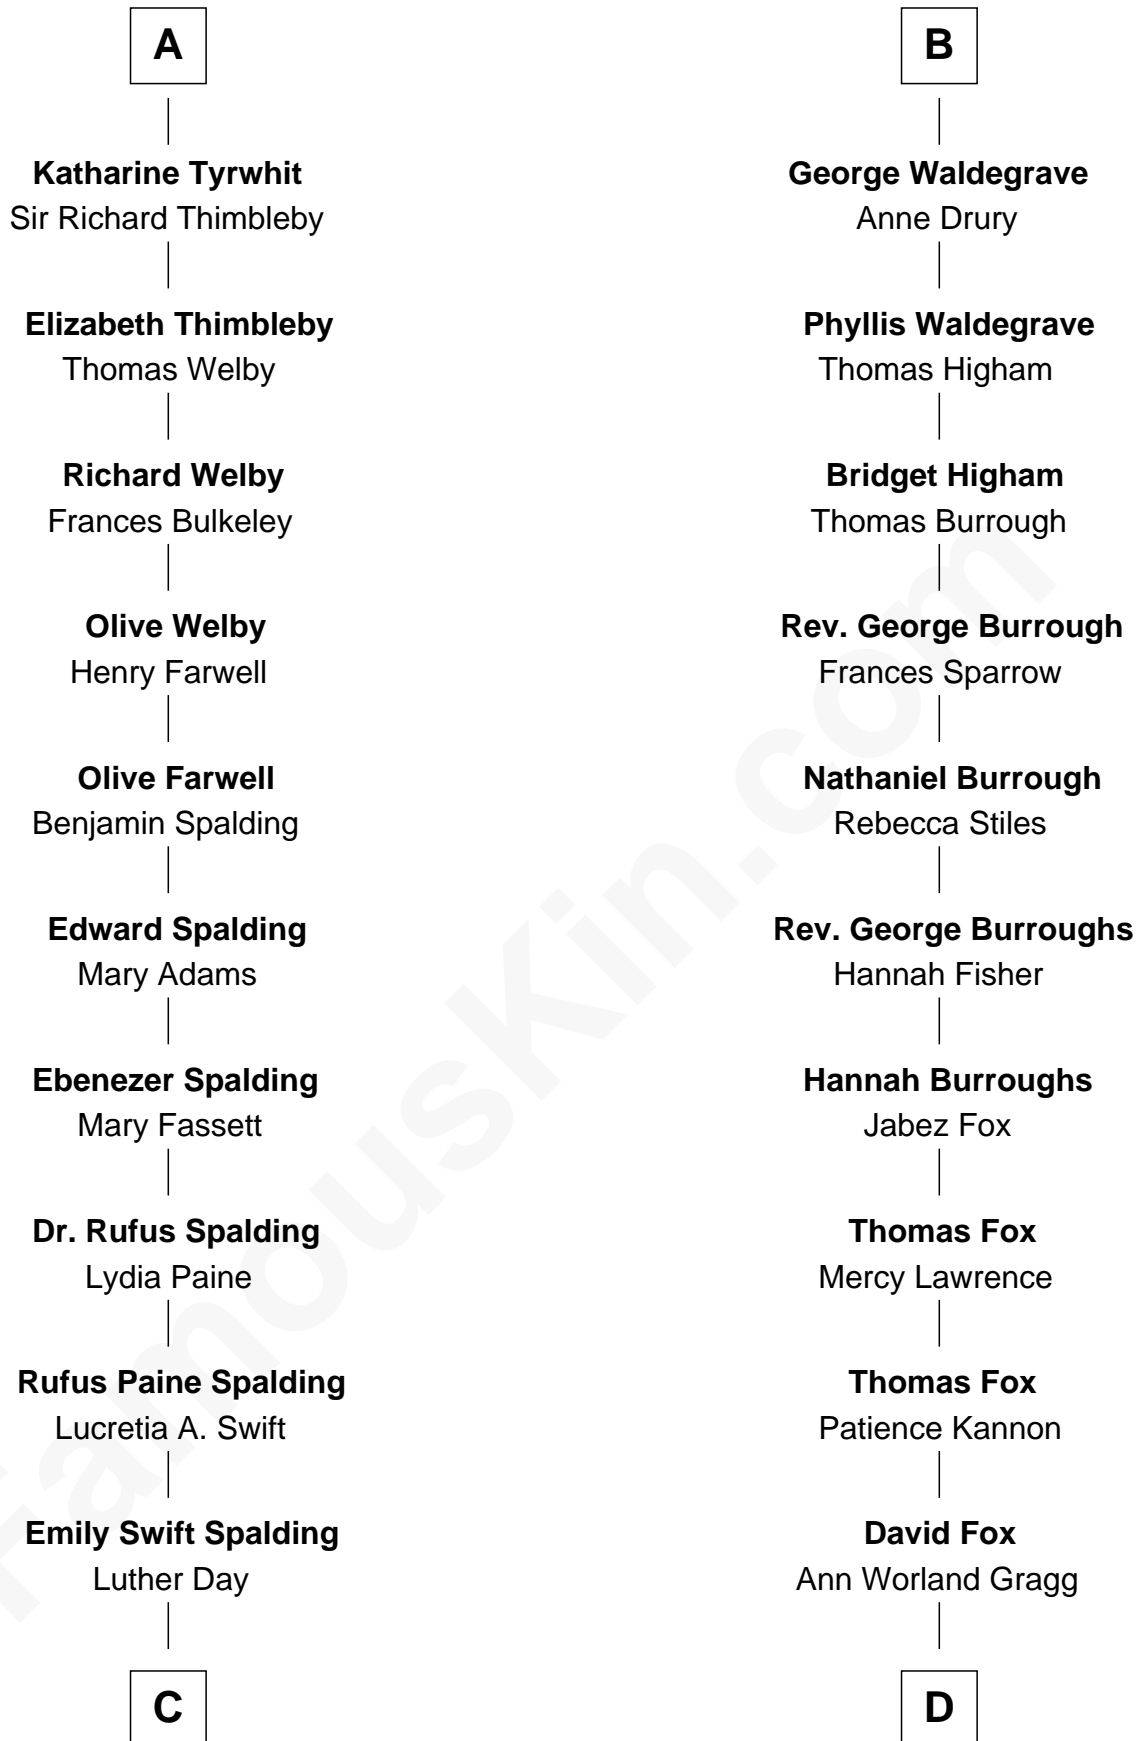 A
Katharine Tyrwhit
Sir Richard Thimbleby
Elizabeth Thimbleby
Thomas Welby
Richard Welby
Frances Bulkeley
Olive Welby
Henry Farwell
Olive Farwell
Benjamin Spalding
Edward Spalding
Mary Adams
Ebenezer Spalding
Mary Fassett
Dr. Rufus Spalding
Lydia Paine
Rufus Paine Spalding
Lucretia A. Swift
Emily Swift Spalding
Luther Day
C
B
George Waldegrave
Anne Drury
Phyllis Waldegrave
Thomas Higham
Bridget Higham
Thomas Burrough
Rev. George Burrough
Frances Sparrow
Nathaniel Burrough
Rebecca Stiles
Rev. George Burroughs
Hannah Fisher
Hannah Burroughs
Jabez Fox
Thomas Fox
Mercy Lawrence
Thomas Fox
Patience Kannon
David Fox
Ann Worland Gragg
D
FamousKin.com